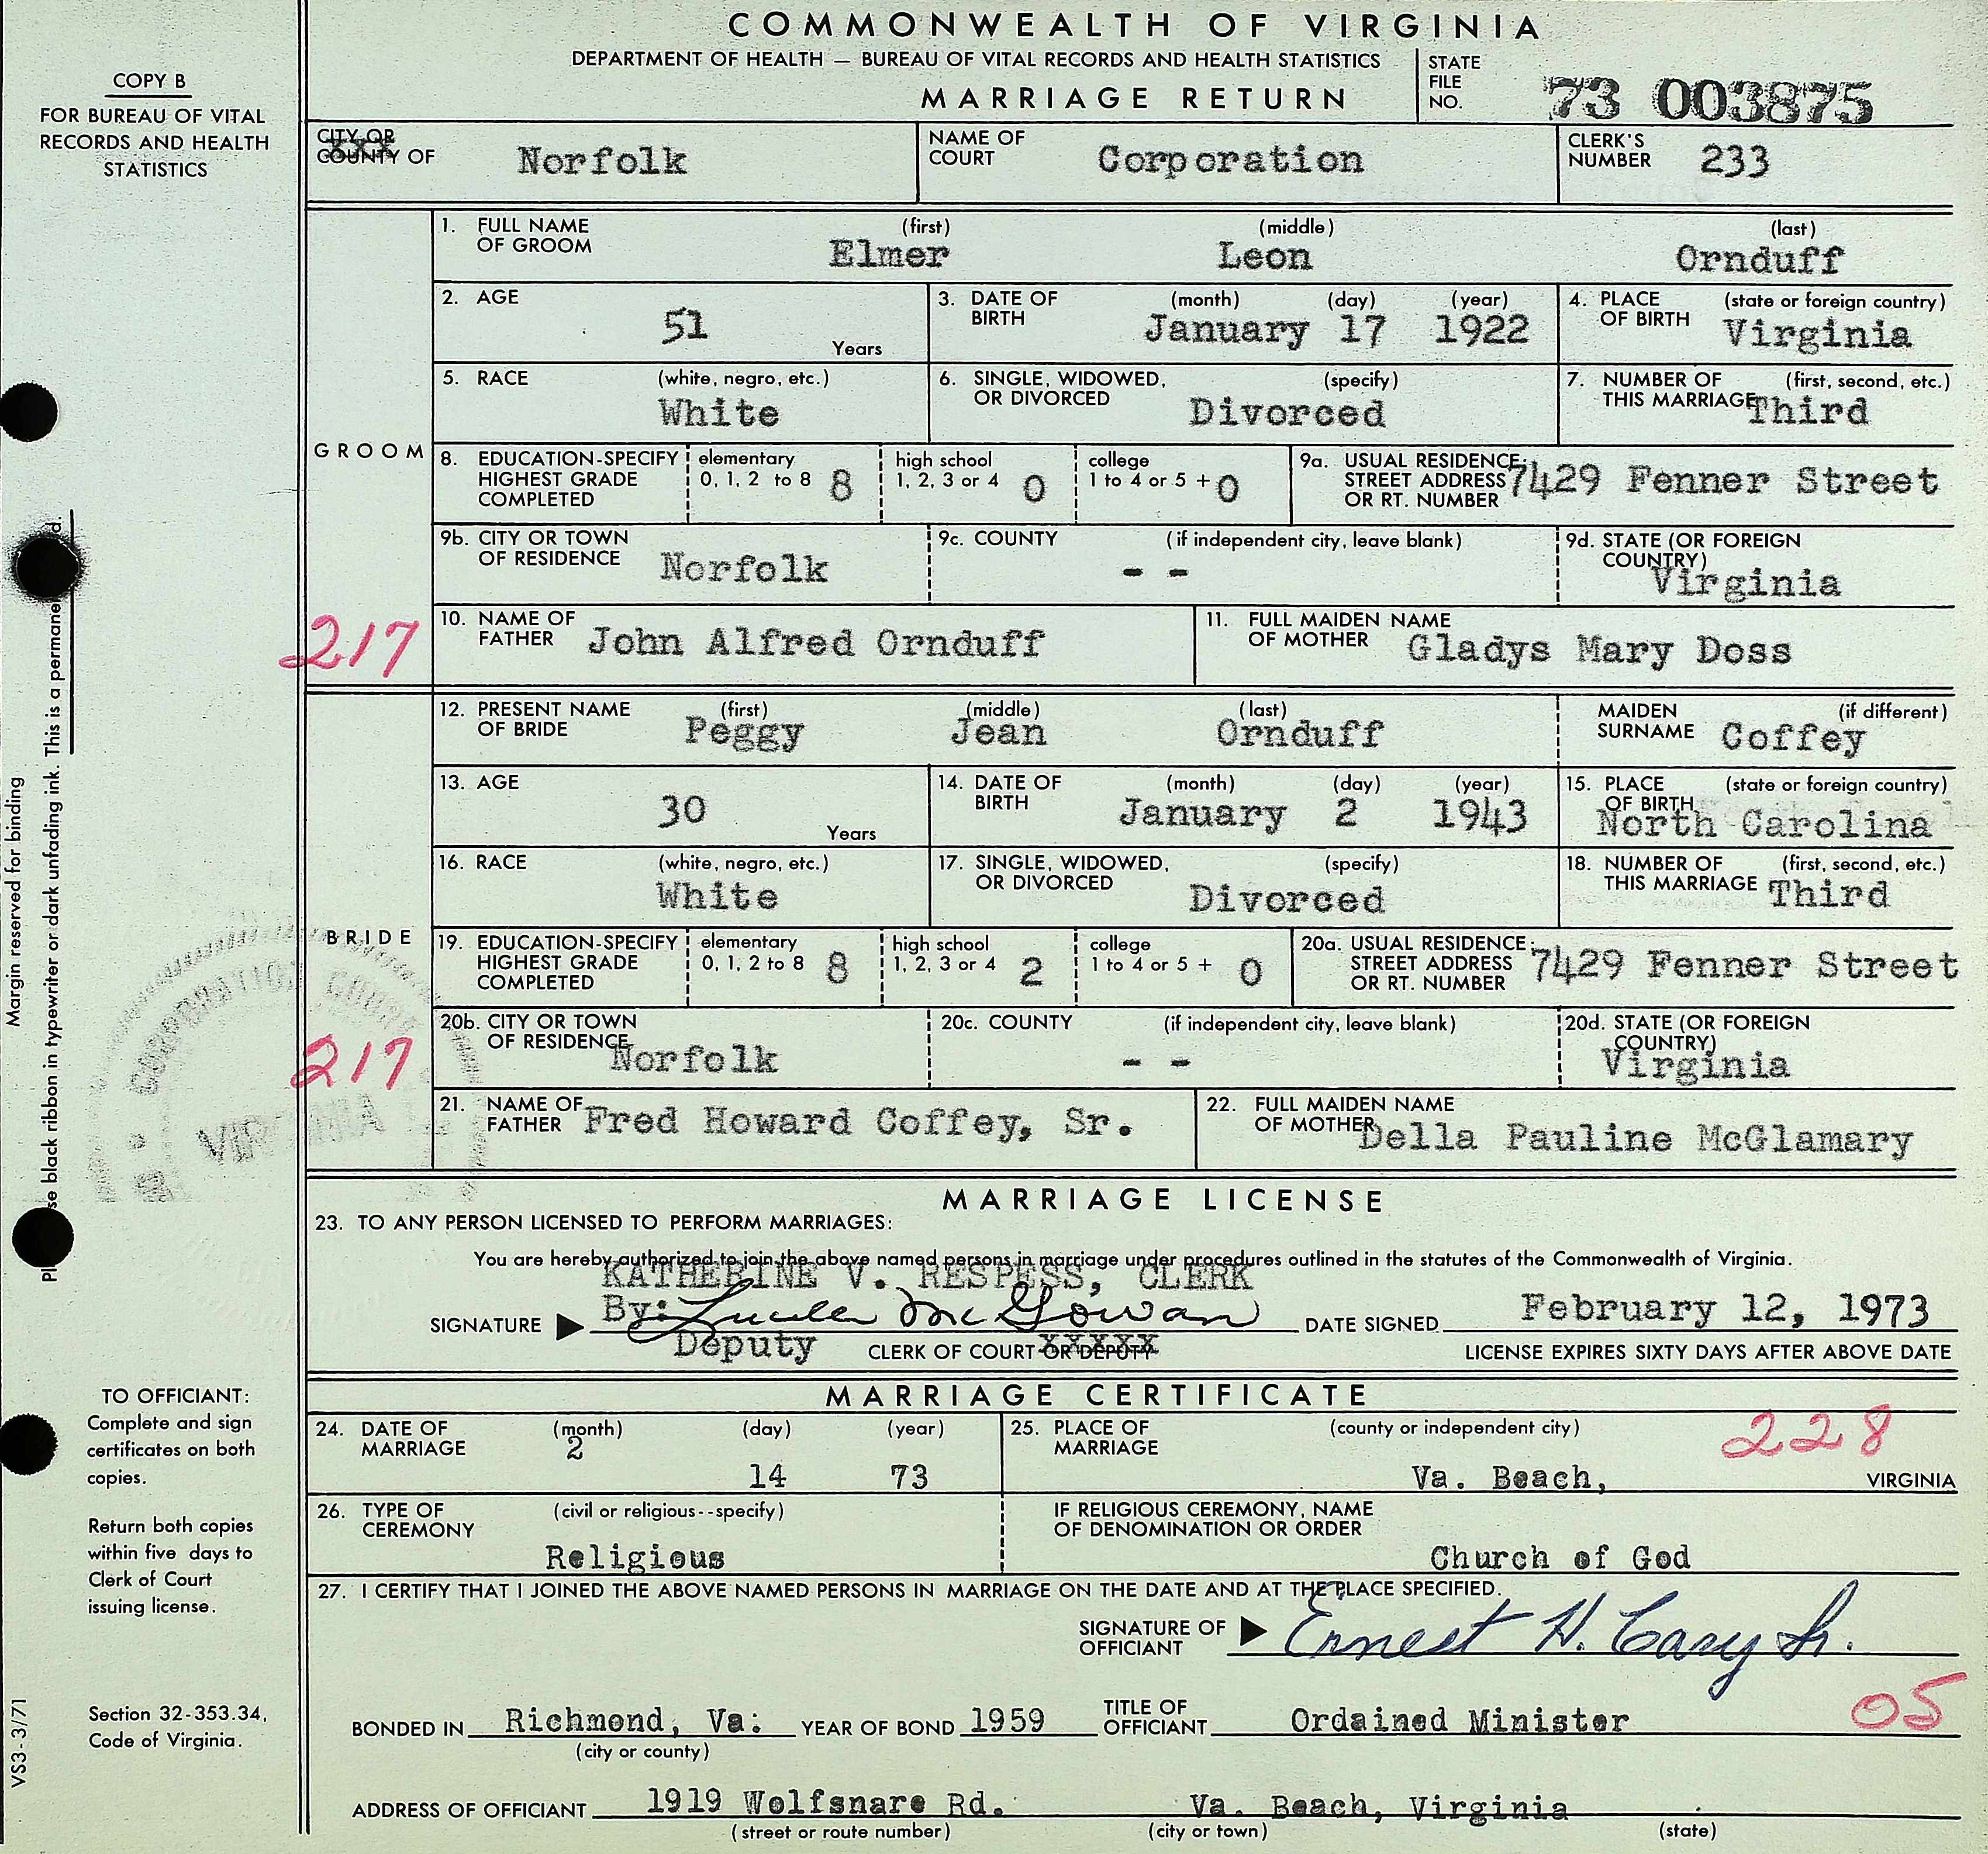 COMMONWEALTH OF VIRGINIA
DEPARTMENT OF HEALTH — BUREAU OF VITAL RECORDS AND HEALTH STATISTICS
MARRIAGE RETURN
STATE FILE NO. 73 003875
COPY B
FOR BUREAU OF VITAL
RECORDS AND HEALTH
STATISTICS
CITY OR
COUNTY OF Norfolk
NAME OF COURT Corporation
CLERK'S NUMBER 233
GROOM
217
1. FULL NAME OF GROOM (first) Elmer (middle) Leon (last) Ornduff
2. AGE 51 Years
3. DATE OF BIRTH (month) January (day) 17 (year) 1922
4. PLACE OF BIRTH (state or foreign country) Virginia
5. RACE (white, negro, etc.) White
6. SINGLE, WIDOWED, OR DIVORCED (specify) Divorced
7. NUMBER OF THIS MARRIAGE (first, second, etc.) Third
8. EDUCATION-SPECIFY HIGHEST GRADE COMPLETED elementary 0, 1, 2 to 8 8 high school 1, 2, 3 or 4 0 college 1 to 4 or 5 + 0
9a. USUAL RESIDENCE: STREET ADDRESS OR RT. NUMBER 7429 Fenner Street
9b. CITY OR TOWN OF RESIDENCE Norfolk
9c. COUNTY (if independent city, leave blank) - -
9d. STATE (OR FOREIGN COUNTRY) Virginia
10. NAME OF FATHER John Alfred Ornduff
11. FULL MAIDEN NAME OF MOTHER Gladys Mary Doss
BRIDE
217
12. PRESENT NAME OF BRIDE (first) Peggy (middle) Jean (last) Ornduff
MAIDEN SURNAME (if different) Coffey
13. AGE 30 Years
14. DATE OF BIRTH (month) January (day) 2 (year) 1943
15. PLACE OF BIRTH (state or foreign country) North Carolina
16. RACE (white, negro, etc.) White
17. SINGLE, WIDOWED, OR DIVORCED (specify) Divorced
18. NUMBER OF THIS MARRIAGE (first, second, etc.) Third
19. EDUCATION-SPECIFY HIGHEST GRADE COMPLETED elementary 0, 1, 2 to 8 8 high school 1, 2, 3 or 4 2 college 1 to 4 or 5 + 0
20a. USUAL RESIDENCE: STREET ADDRESS OR RT. NUMBER 7429 Fenner Street
20b. CITY OR TOWN OF RESIDENCE Norfolk
20c. COUNTY (if independent city, leave blank) - -
20d. STATE (OR FOREIGN COUNTRY) Virginia
21. NAME OF FATHER Fred Howard Coffey, Sr.
22. FULL MAIDEN NAME OF MOTHER Della Pauline McGlamary
CORPORATION COURT
VIRGINIA
Margin reserved for binding
se black ribbon in typewriter or dark unfading ink. This is a permane d.
MARRIAGE LICENSE
23. TO ANY PERSON LICENSED TO PERFORM MARRIAGES:
You are hereby authorized to join the above named persons in marriage under procedures outlined in the statutes of the Commonwealth of Virginia.
KATHERINE V. RESPESS, CLERK
SIGNATURE By: Lucille McGowan DATE SIGNED February 12, 1973
Deputy CLERK OF COURT OR DEPUTY LICENSE EXPIRES SIXTY DAYS AFTER ABOVE DATE
MARRIAGE CERTIFICATE
24. DATE OF MARRIAGE (month) 2 (day) 14 (year) 73
25. PLACE OF MARRIAGE (county or independent city) Va. Beach, VIRGINIA
228
26. TYPE OF CEREMONY (civil or religious--specify) Religious
IF RELIGIOUS CEREMONY, NAME OF DENOMINATION OR ORDER Church of God
27. I CERTIFY THAT I JOINED THE ABOVE NAMED PERSONS IN MARRIAGE ON THE DATE AND AT THE PLACE SPECIFIED.
SIGNATURE OF OFFICIANT Ernest H. Cary Sr.
05
BONDED IN Richmond, Va: (city or county) YEAR OF BOND 1959 TITLE OF OFFICIANT Ordained Minister
ADDRESS OF OFFICIANT 1919 Wolfsnare Rd. Va. Beach, Virginia
(street or route number) (city or town) (state)
TO OFFICIANT:
Complete and sign
certificates on both
copies.
Return both copies
within five days to
Clerk of Court
issuing license.
Section 32-353.34,
Code of Virginia.
VS3-3/71